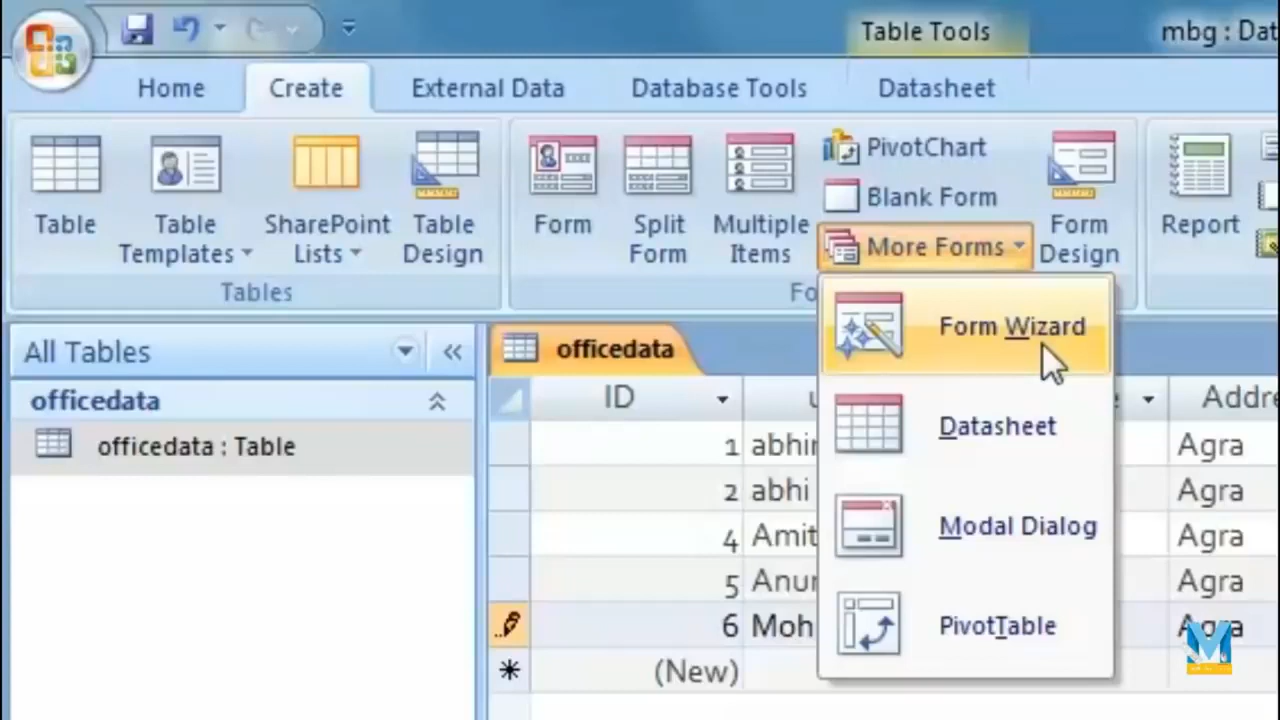 Table Tools
mbg : Dat
Home
Create
External Data
Database Tools
Datasheet
Table
Table Templates
SharePoint Lists
Table Design
Tables
Form
Split Form
Multiple Items
PivotChart
Blank Form
More Forms
Form Design
Fo
Report
Form Wizard
Datasheet
Modal Dialog
PivotTable
All Tables
officedata
officedata : Table
officedata
ID
u
e
Addre
1 abhin Agra
2 abhi Agra
4 Amit Agra
5 Anur Agra
6 Moh Agra
(New)
M